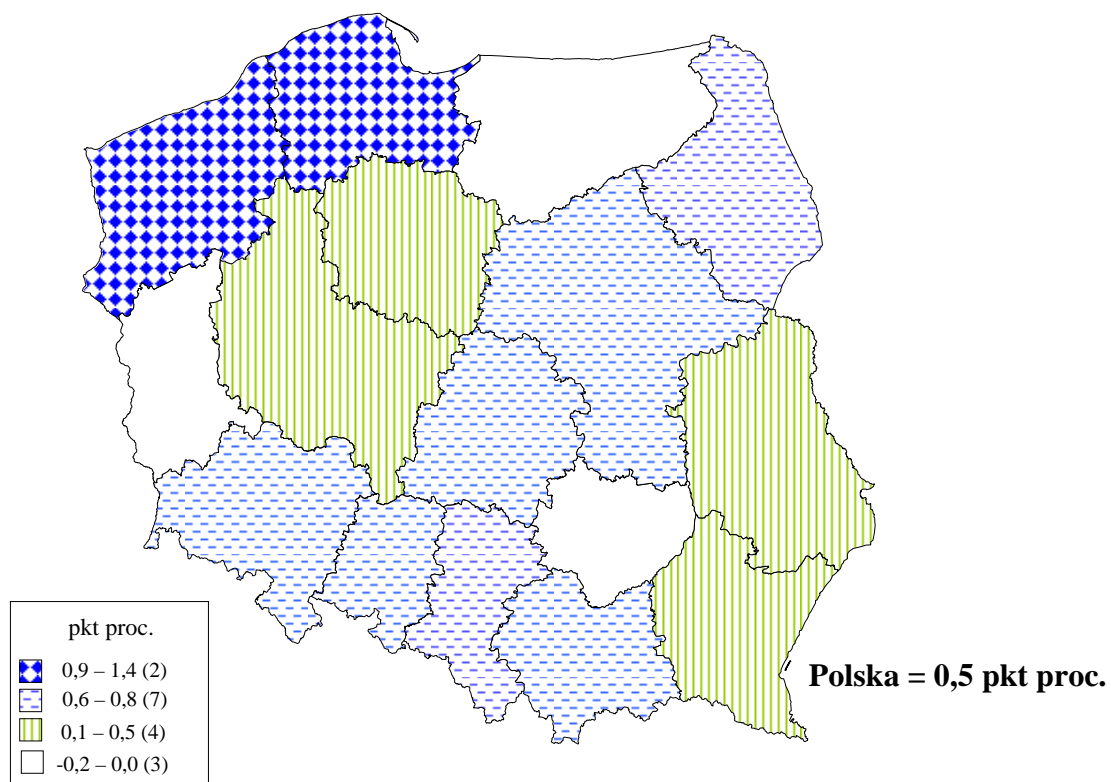 pkt proc.
0,9 – 1,4 (2)
0,6 – 0,8 (7)
0,1 – 0,5 (4)
-0,2 – 0,0 (3)
Polska = 0,5 pkt proc.